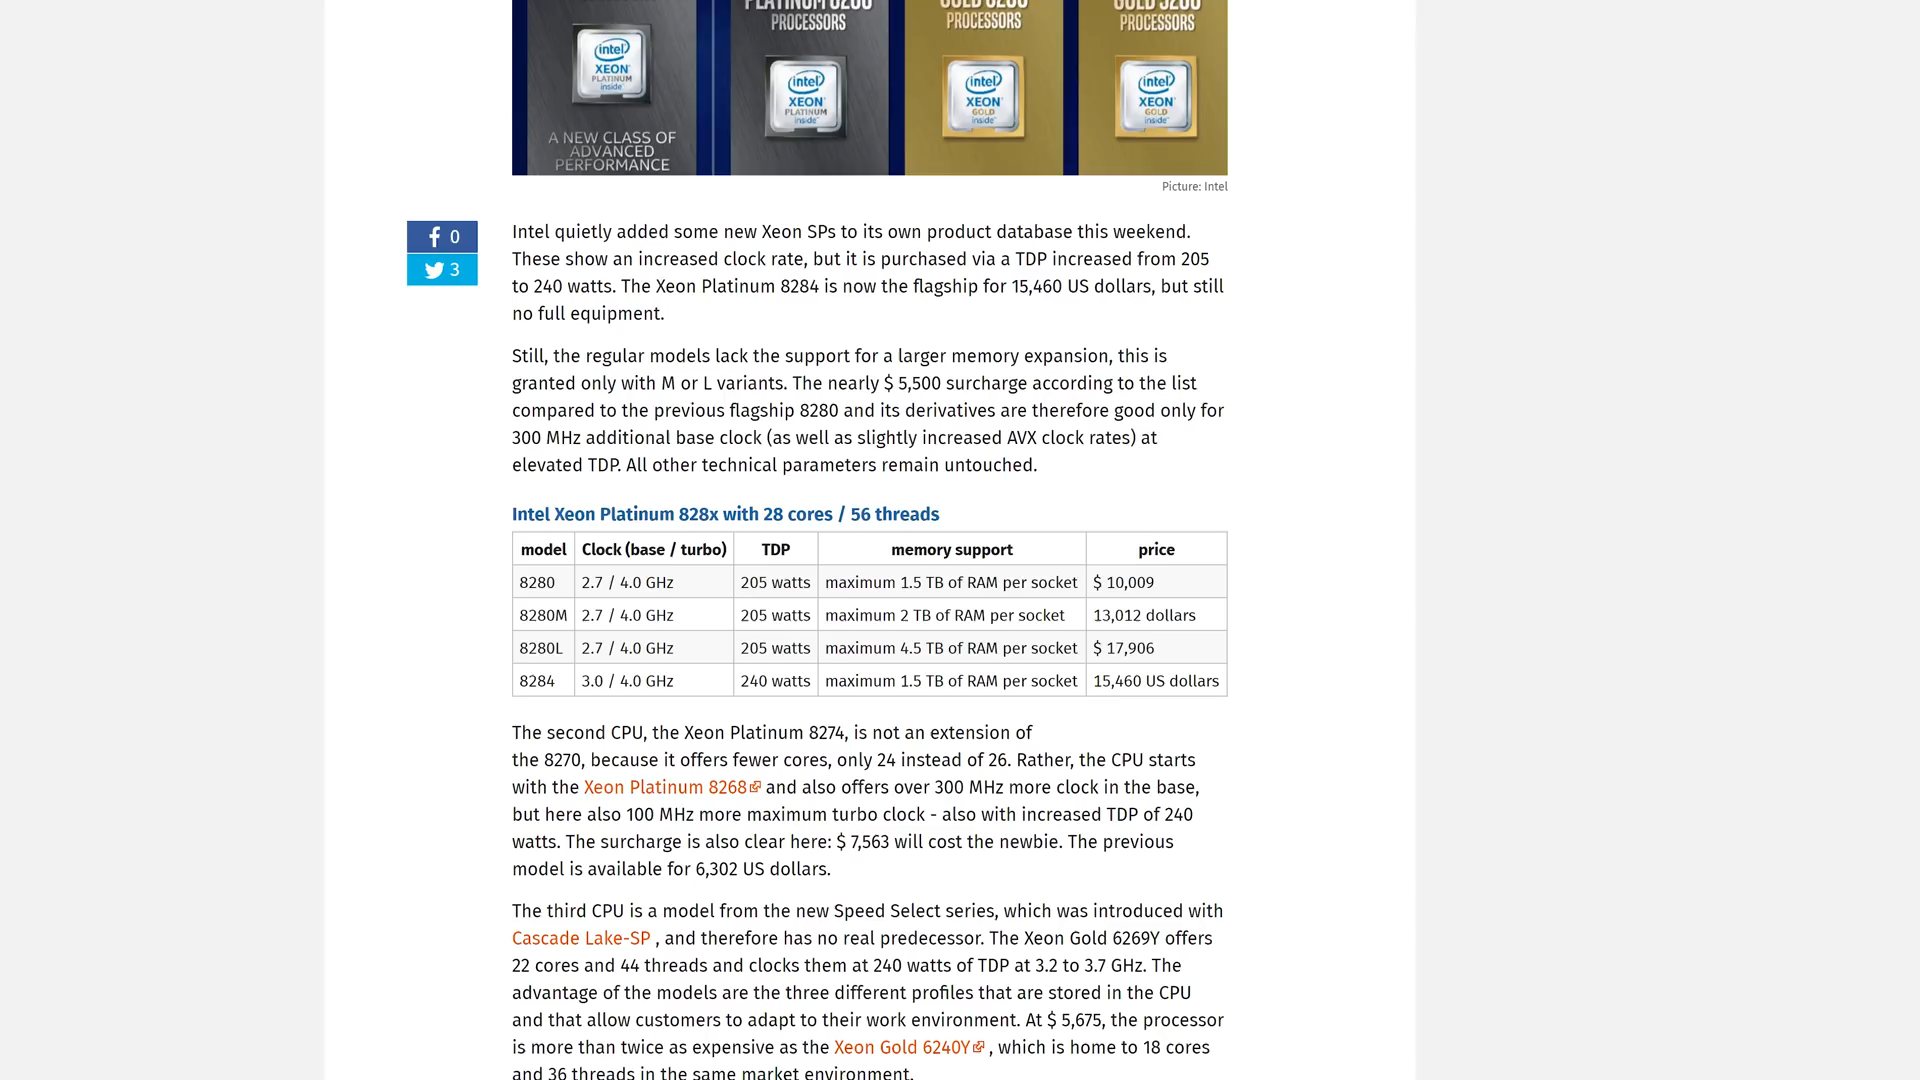 PLATINUM 8200
PROCESSORS
GOLD 6200
PROCESSORS
GOLD 5200
PROCESSORS
intel
XEON
PLATINUM
inside
intel
XEON
PLATINUM
inside
intel
XEON
GOLD
inside
intel
XEON
GOLD
inside
A NEW CLASS OF
ADVANCED
PERFORMANCE
Picture: Intel
0
3
Intel quietly added some new Xeon SPs to its own product database this weekend.
These show an increased clock rate, but it is purchased via a TDP increased from 205
to 240 watts. The Xeon Platinum 8284 is now the flagship for 15,460 US dollars, but still
no full equipment.
Still, the regular models lack the support for a larger memory expansion, this is
granted only with M or L variants. The nearly $ 5,500 surcharge according to the list
compared to the previous flagship 8280 and its derivatives are therefore good only for
300 MHz additional base clock (as well as slightly increased AVX clock rates) at
elevated TDP. All other technical parameters remain untouched.
Intel Xeon Platinum 828x with 28 cores / 56 threads
model Clock (base / turbo) TDP memory support price
8280 2.7 / 4.0 GHz 205 watts maximum 1.5 TB of RAM per socket $ 10,009
8280M 2.7 / 4.0 GHz 205 watts maximum 2 TB of RAM per socket 13,012 dollars
8280L 2.7 / 4.0 GHz 205 watts maximum 4.5 TB of RAM per socket $ 17,906
8284 3.0 / 4.0 GHz 240 watts maximum 1.5 TB of RAM per socket 15,460 US dollars
The second CPU, the Xeon Platinum 8274, is not an extension of
the 8270, because it offers fewer cores, only 24 instead of 26. Rather, the CPU starts
with the Xeon Platinum 8268 and also offers over 300 MHz more clock in the base,
but here also 100 MHz more maximum turbo clock - also with increased TDP of 240
watts. The surcharge is also clear here: $ 7,563 will cost the newbie. The previous
model is available for 6,302 US dollars.
The third CPU is a model from the new Speed Select series, which was introduced with
Cascade Lake-SP , and therefore has no real predecessor. The Xeon Gold 6269Y offers
22 cores and 44 threads and clocks them at 240 watts of TDP at 3.2 to 3.7 GHz. The
advantage of the models are the three different profiles that are stored in the CPU
and that allow customers to adapt to their work environment. At $ 5,675, the processor
is more than twice as expensive as the Xeon Gold 6240Y , which is home to 18 cores
and 36 threads in the same market environment.